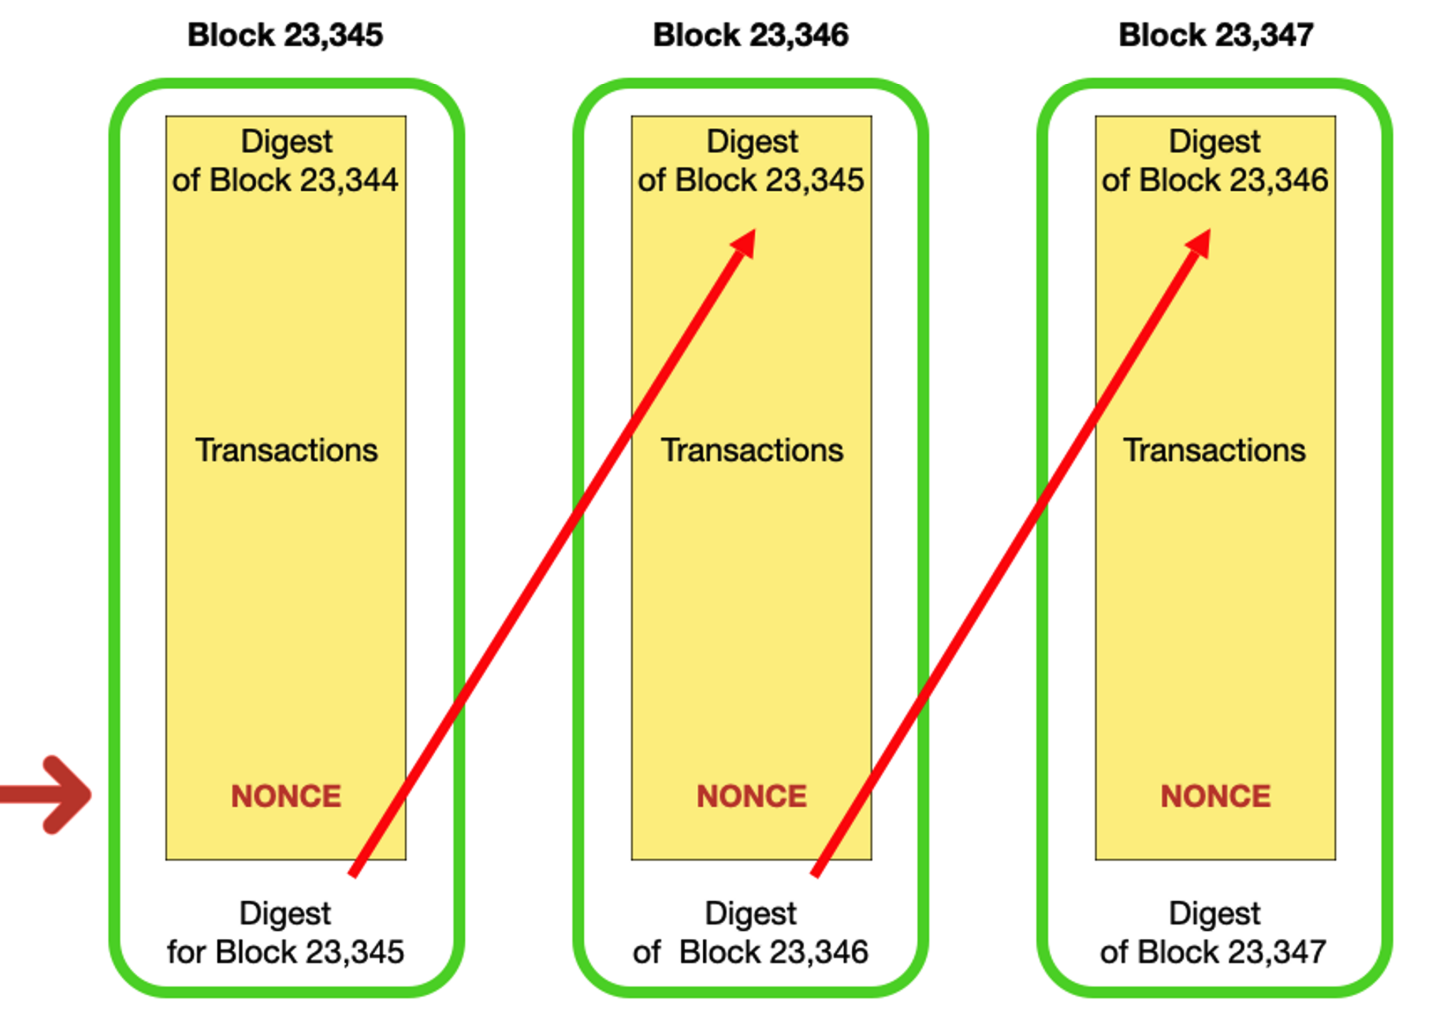 Block 23,345
Digest
of Block 23,344
Transactions
NONCE
Digest
for Block 23,345
Block 23,346
Digest
of Block 23,345
Transactions
NONCE
Digest
of  Block 23,346
Block 23,347
Digest
of Block 23,346
Transactions
NONCE
Digest
of Block 23,347